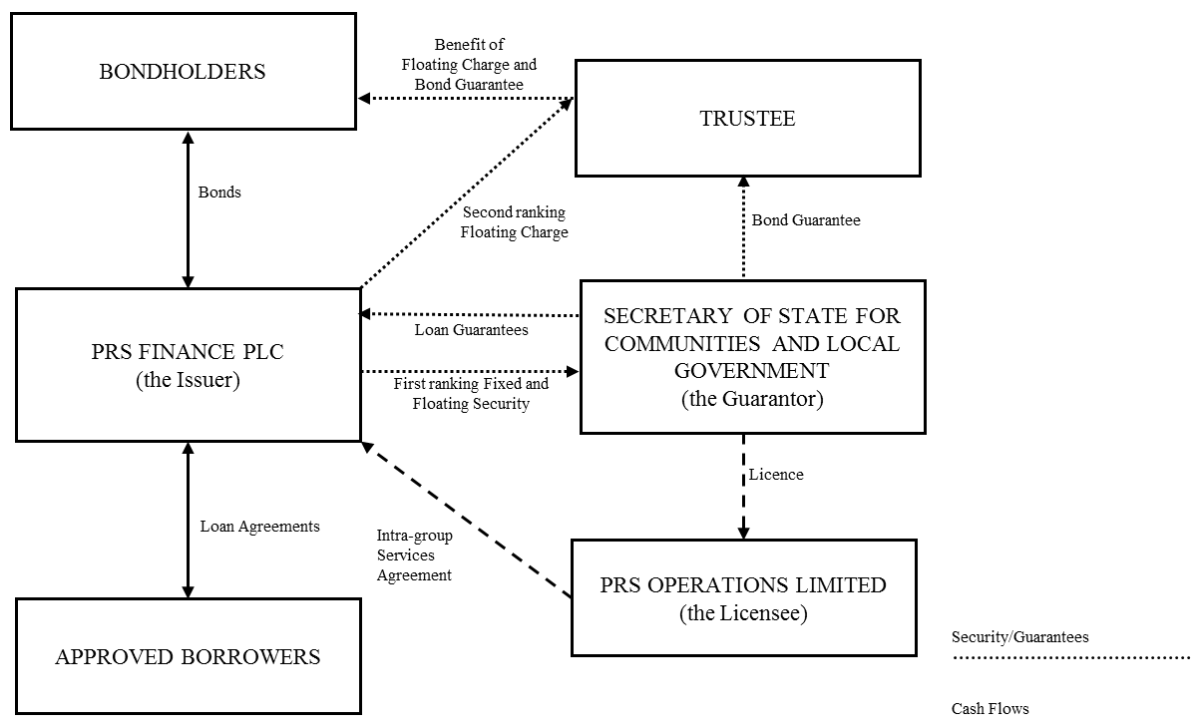 BONDHOLDERS
Benefit of
Floating Charge and
Bond Guarantee
TRUSTEE
Bonds
Second ranking
Floating Charge
Bond Guarantee
PRS FINANCE PLC
(the Issuer)
Loan Guarantees
First ranking Fixed and
Floating Security
SECRETARY OF STATE FOR
COMMUNITIES AND LOCAL
GOVERNMENT
(the Guarantor)
Licence
Loan Agreements
Intra-group
Services
Agreement
PRS OPERATIONS LIMITED
(the Licensee)
APPROVED BORROWERS
Security/Guarantees
Cash Flows